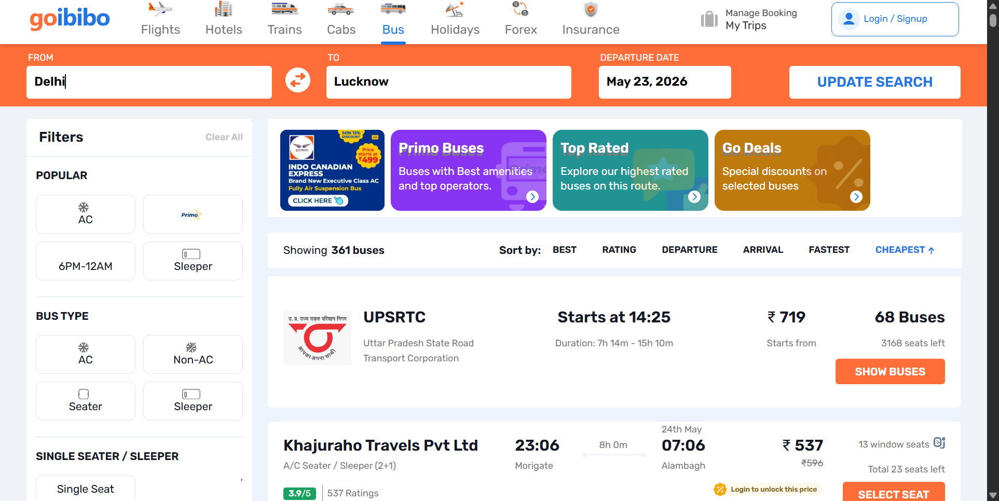 goibibo
Flights
Hotels
Trains
Cabs
Bus
Holidays
Forex
Insurance
Manage Booking
My Trips
Login / Signup
FROM
Delhi
TO
Lucknow
DEPARTURE DATE
May 23, 2026
UPDATE SEARCH
Filters
Clear All
POPULAR
AC
Primo
6PM-12AM
Sleeper
BUS TYPE
AC
Non-AC
Seater
Sleeper
SINGLE SEATER / SLEEPER
Single Seat
EXPRESS
MIN 15%
DISCOUNT
AD
Price
starts at
₹499
INDO CANADIAN
EXPRESS
Brand New Executive Class AC
Fully Air Suspension Bus
CLICK HERE
Primo Buses
Buses with Best amenities
and top operators.
Primo
Top Rated
Explore our highest rated
buses on this route.
Go Deals
Special discounts on
selected buses
Showing 361 buses
Sort by:
BEST
RATING
DEPARTURE
ARRIVAL
FASTEST
CHEAPEST
उ. प्र. राज्य सड़क परिवहन निगम
आपका अपना साथी
UPSRTC
Uttar Pradesh State Road
Transport Corporation
Starts at 14:25
Duration: 7h 14m - 15h 10m
₹ 719
Starts from
68 Buses
3168 seats left
SHOW BUSES
Khajuraho Travels Pvt Ltd
A/C Seater / Sleeper (2+1)
3.9/5
537 Ratings
23:06
Morigate
8h 0m
24th May
07:06
Alambagh
₹ 537
₹596
Login to unlock this price
13 window seats
Total 23 seats left
SELECT SEAT